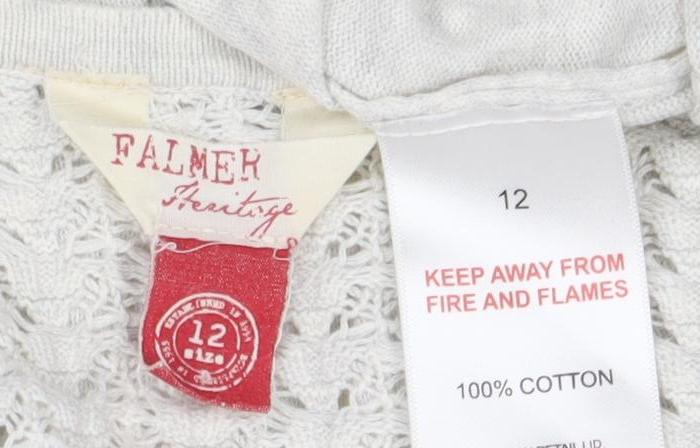 FALMER
Heritage
12
size
12
KEEP AWAY FROM
FIRE AND FLAMES
100% COTTON